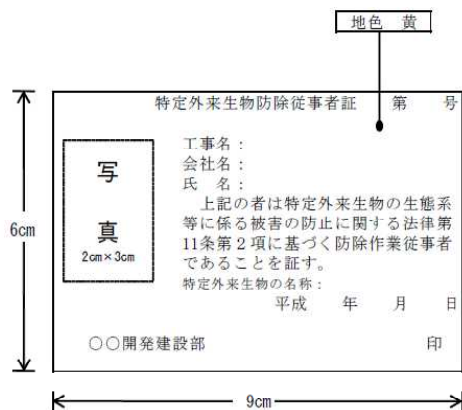 地色 黄
特定外来生物防除従事者証 第 号
工事名：
会社名：
氏 名：
上記の者は特定外来生物の生態系
等に係る被害の防止に関する法律第
11条第２項に基づく防除作業従事者
であることを証す。
特定外来生物の名称：
平成 年 月 日
○○開発建設部 印
写
真
2cm×3cm
6cm
9cm